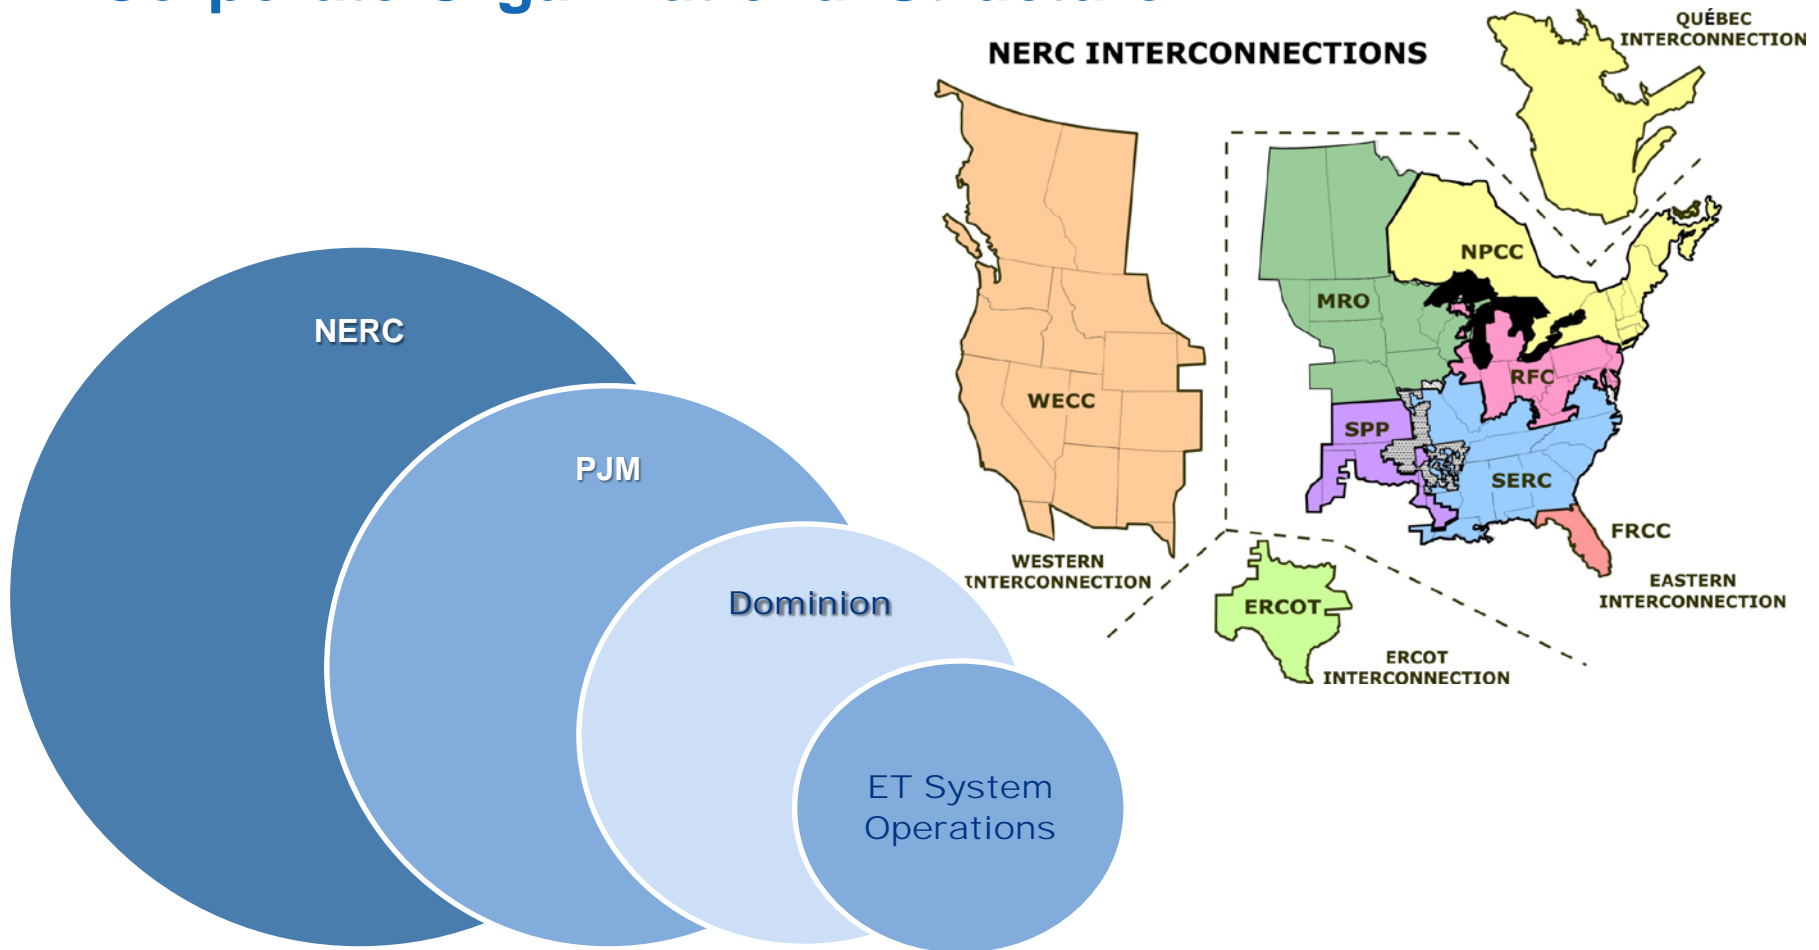 NERC INTERCONNECTIONS
QUÉBEC
INTERCONNECTION
NPCC
MRO
RFC
WECC
SPP
SERC
FRCC
WESTERN
INTERCONNECTION
EASTERN
INTERCONNECTION
ERCOT
ERCOT
INTERCONNECTION
NERC
PJM
Dominion
ET System
Operations